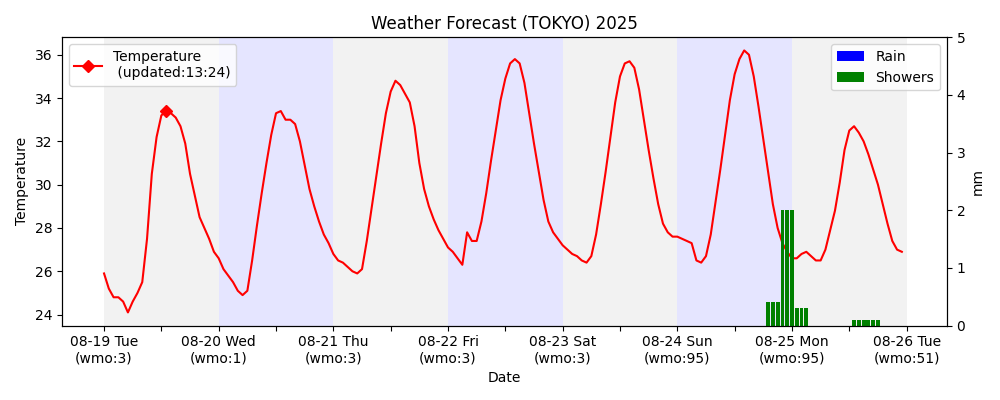 Weather Forecast (TOKYO) 2025
Temperature
(updated:13:24)
Rain
Showers
36
34
32
30
28
26
24
Temperature
5
4
3
2
1
0
mm
08-19 Tue
(wmo:3)
08-20 Wed
(wmo:1)
08-21 Thu
(wmo:3)
08-22 Fri
(wmo:3)
08-23 Sat
(wmo:3)
08-24 Sun
(wmo:95)
08-25 Mon
(wmo:95)
08-26 Tue
(wmo:51)
Date